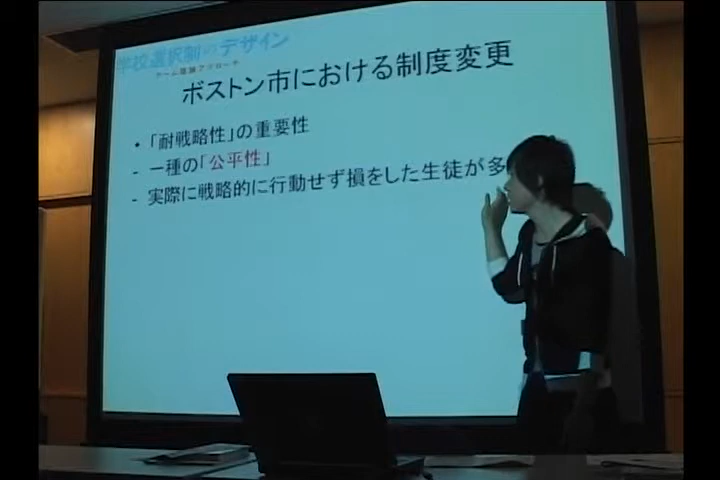 学校選択制のデザイン
ゲーム理論アプローチ
ボストン市における制度変更
・「耐戦略性」の重要性
- 一種の「公平性」
- 実際に戦略的に行動せず損をした生徒が多